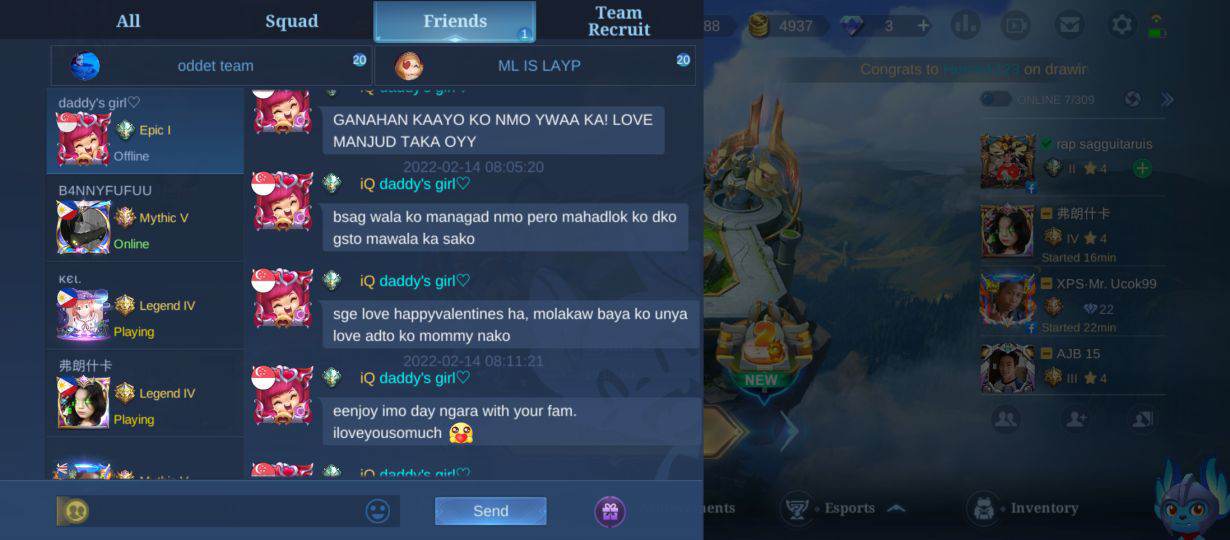 All
Squad
Friends
1
Team
Recruit
88
4937
3
oddet team
20
ML IS LAYP
20
Congrats to
on drawin
ONLINE 7/309
daddy's girl♡
Epic I
Offline
B4NNYFUFUU
Mythic V
Online
ĸєɩ.
Legend IV
Playing
弗朗什卡
Legend IV
Playing
iQ daddy's girl♡
GANAHAN KAAYO KO NMO YWAA KA! LOVE
MANJUD TAKA OYY
2022-02-14 08:05:20
iQ daddy's girl♡
bsag wala ko managad nmo pero mahadlok ko dko
gsto mawala ka sako
iQ daddy's girl♡
sge love happyvalentines ha, molakaw baya ko unya
love adto ko mommy nako
2022-02-14 08:11:21
iQ daddy's girl♡
eenjoy imo day ngara with your fam.
iloveyousomuch
iQ daddy's girl♡
Send
NEW
rap sagguitaruis
II ★4
弗朗什卡
IV ★4
Started 16min
XPS·Mr. Ucok99
22
Started 22min
AJB 15
III ★4
Esports
Inventory